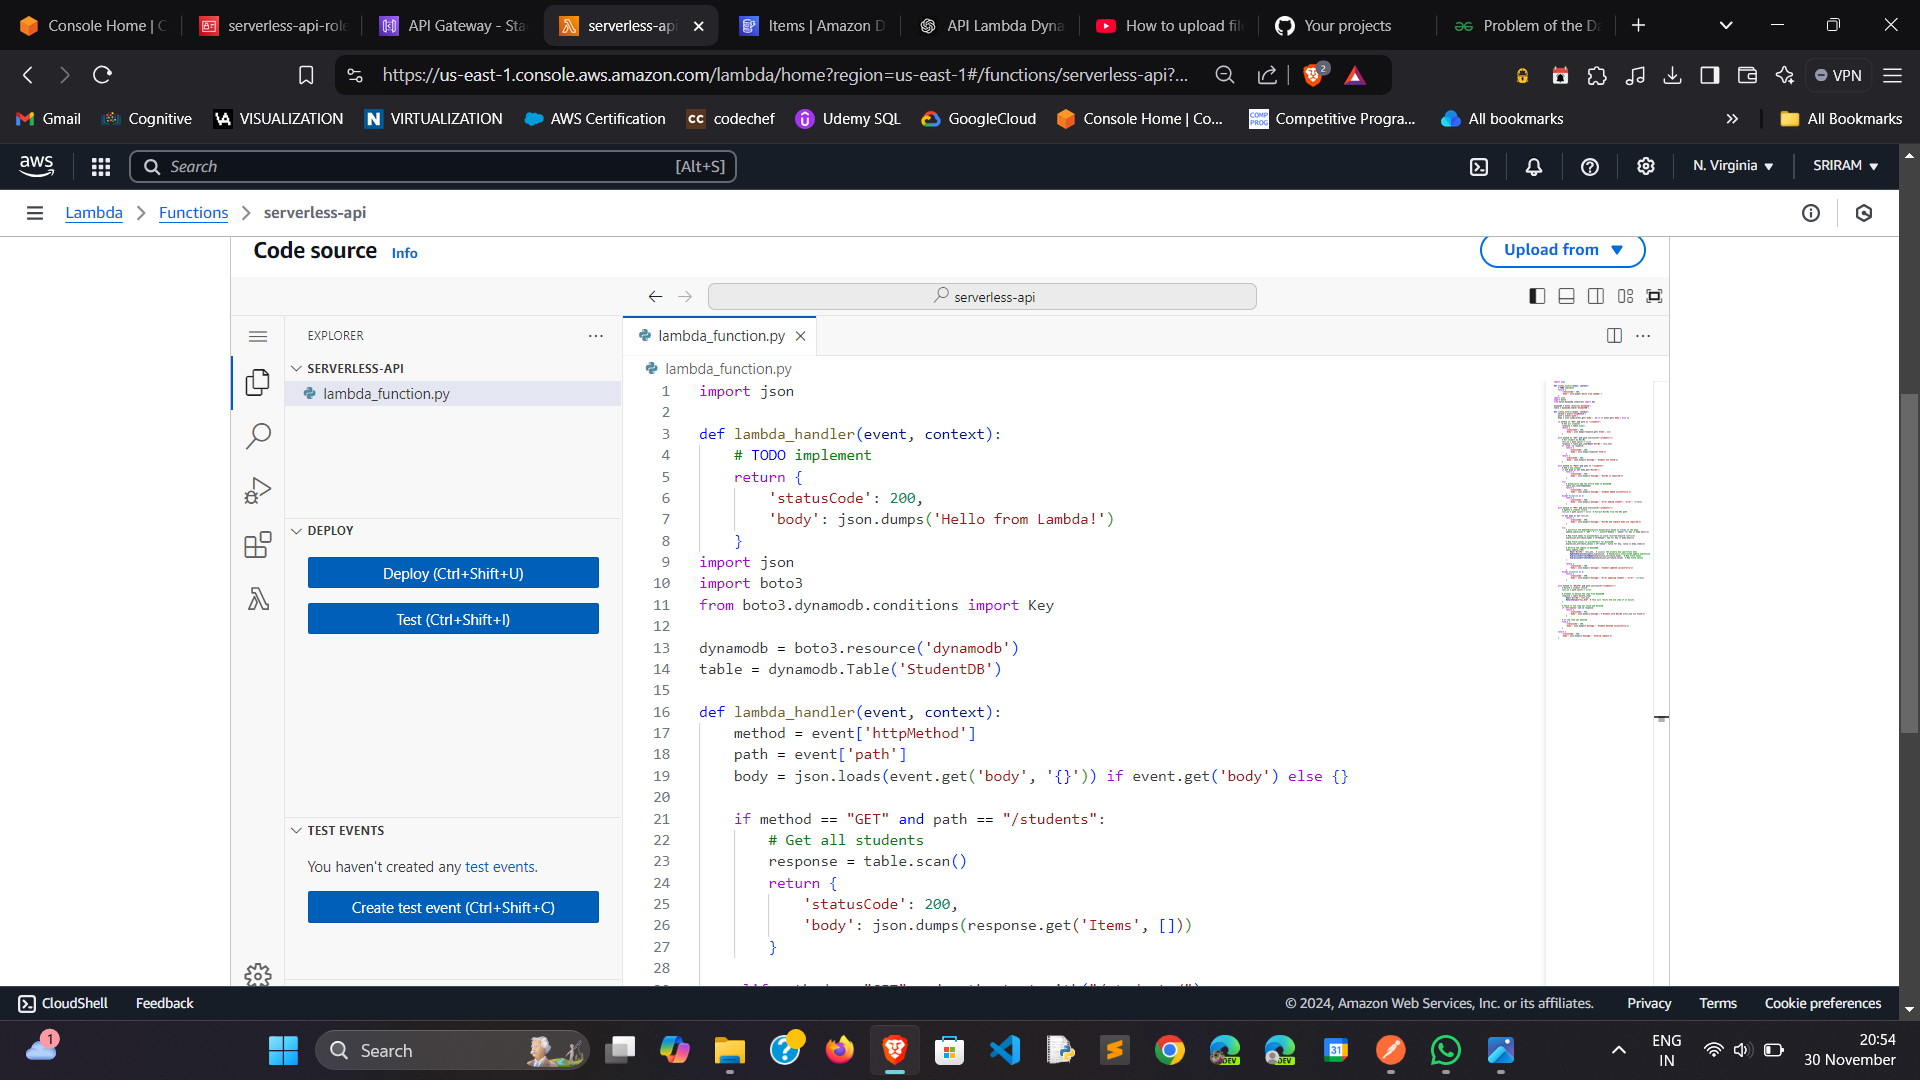 Console Home | C
serverless-api-role
API Gateway - Sta
serverless-api
Items | Amazon D
API Lambda Dyna
How to upload fil
Your projects
Problem of the Da
https://us-east-1.console.aws.amazon.com/lambda/home?region=us-east-1#/functions/serverless-api?...
2
VPN
Gmail
Cognitive
VISUALIZATION
VIRTUALIZATION
AWS Certification
codechef
Udemy SQL
GoogleCloud
Console Home | Co...
Competitive Progra...
All bookmarks
All Bookmarks
aws
Search
[Alt+S]
N. Virginia
SRIRAM
Lambda
Functions
serverless-api
Code source
Info
Upload from
serverless-api
EXPLORER
SERVERLESS-API
lambda_function.py
DEPLOY
Deploy (Ctrl+Shift+U)
Test (Ctrl+Shift+I)
TEST EVENTS
You haven't created any test events.
Create test event (Ctrl+Shift+C)
lambda_function.py
lambda_function.py
1 import json
2
3 def lambda_handler(event, context):
4     # TODO implement
5     return {
6         'statusCode': 200,
7         'body': json.dumps('Hello from Lambda!')
8     }
9 import json
10 import boto3
11 from boto3.dynamodb.conditions import Key
12
13 dynamodb = boto3.resource('dynamodb')
14 table = dynamodb.Table('StudentDB')
15
16 def lambda_handler(event, context):
17     method = event['httpMethod']
18     path = event['path']
19     body = json.loads(event.get('body', '{}')) if event.get('body') else {}
20
21     if method == "GET" and path == "/students":
22         # Get all students
23         response = table.scan()
24         return {
25             'statusCode': 200,
26             'body': json.dumps(response.get('Items', []))
27         }
28
CloudShell
Feedback
© 2024, Amazon Web Services, Inc. or its affiliates.
Privacy
Terms
Cookie preferences
1
Search
ENG
IN
20:54
30 November